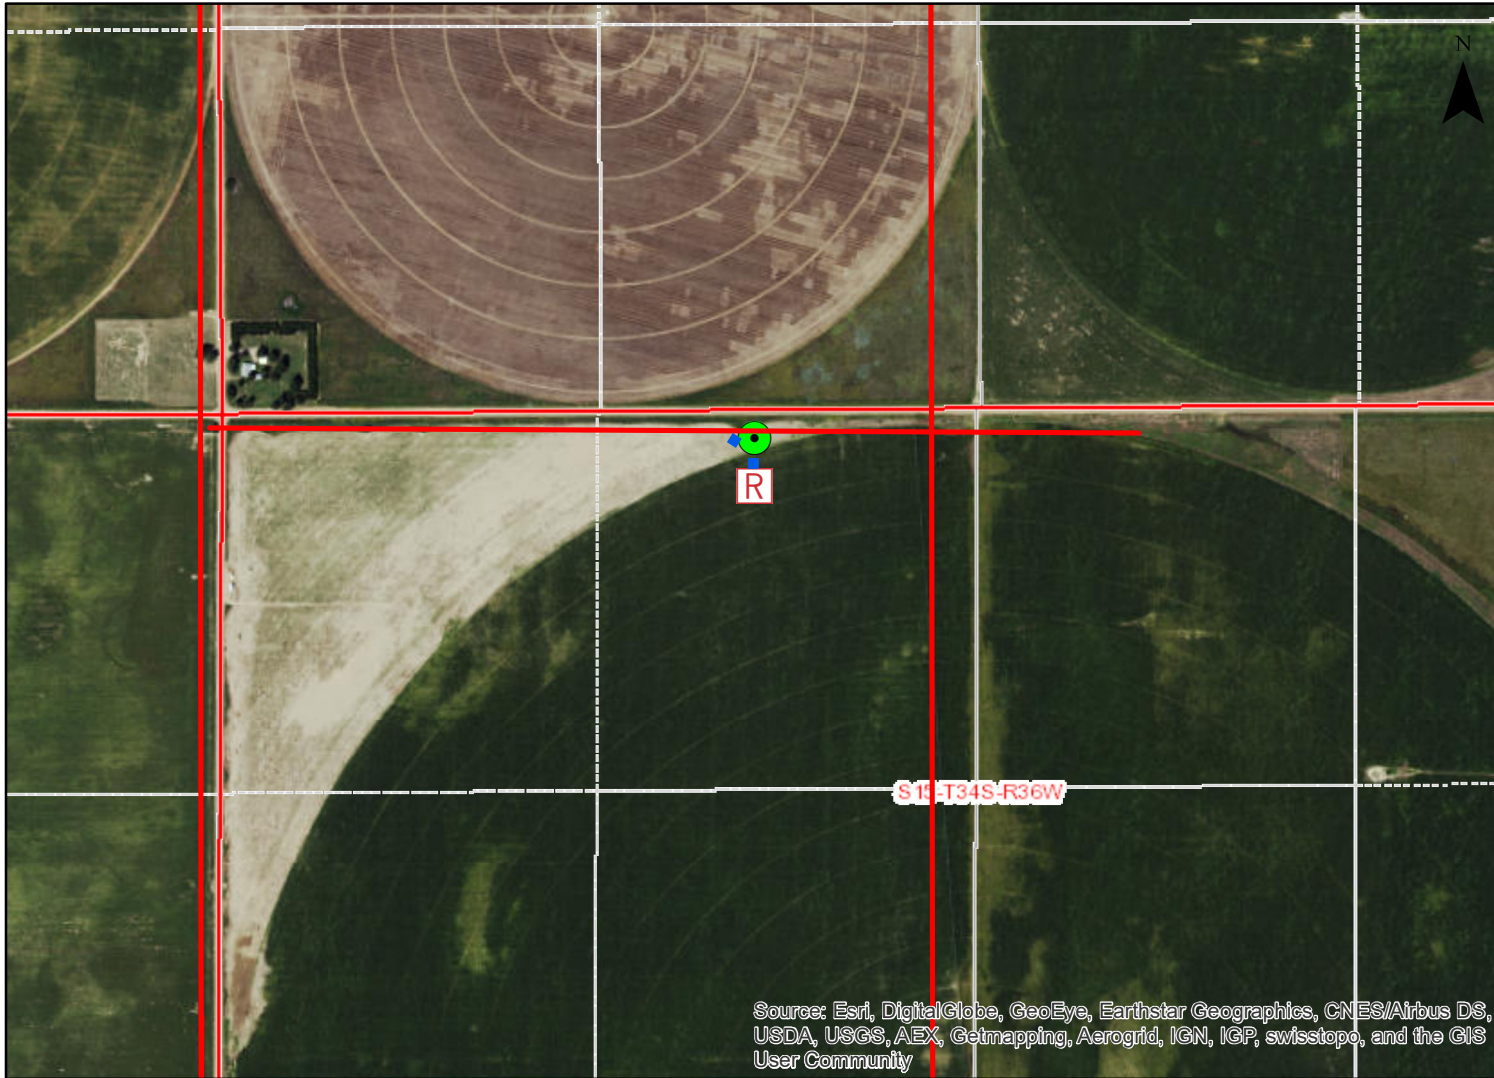 N
R
S15-T34S-R36W
Source: Esri, DigitalGlobe, GeoEye, Earthstar Geographics, CNES/Airbus DS,
USDA, USGS, AEX, Getmapping, Aerogrid, IGN, IGP, swisstopo, and the GIS
User Community